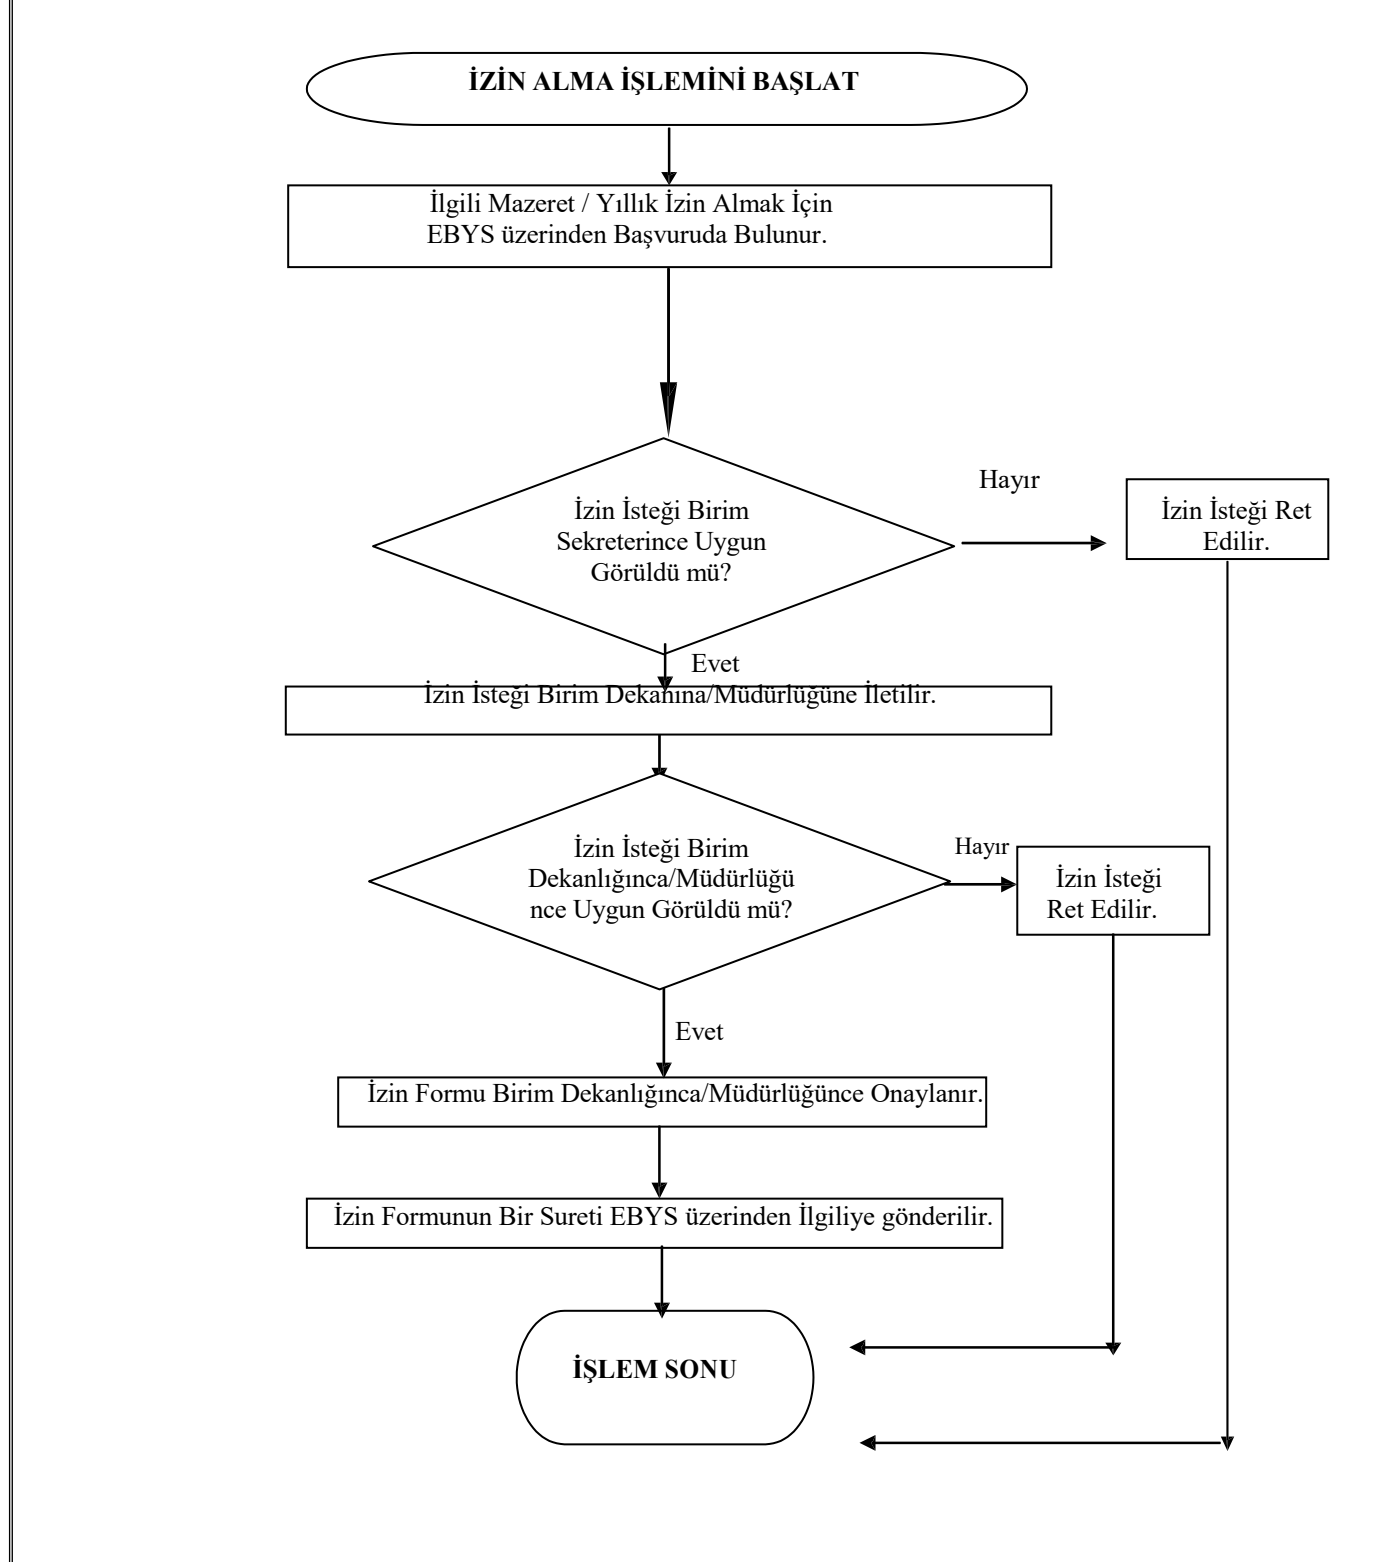 İZİN ALMA İŞLEMİNİ BAŞLAT
İlgili Mazeret / Yıllık İzin Almak İçin
EBYS üzerinden Başvuruda Bulunur.
İzin İsteği Birim
Sekreterince Uygun
Görüldü mü?
Hayır
İzin İsteği Ret
Edilir.
Evet
İzin İsteği Birim Dekanına/Müdürlüğüne İletilir.
İzin İsteği Birim
Dekanlığınca/Müdürlüğü
nce Uygun Görüldü mü?
Hayır
İzin İsteği
Ret Edilir.
Evet
İzin Formu Birim Dekanlığınca/Müdürlüğünce Onaylanır.
İzin Formunun Bir Sureti EBYS üzerinden İlgiliye gönderilir.
İŞLEM SONU